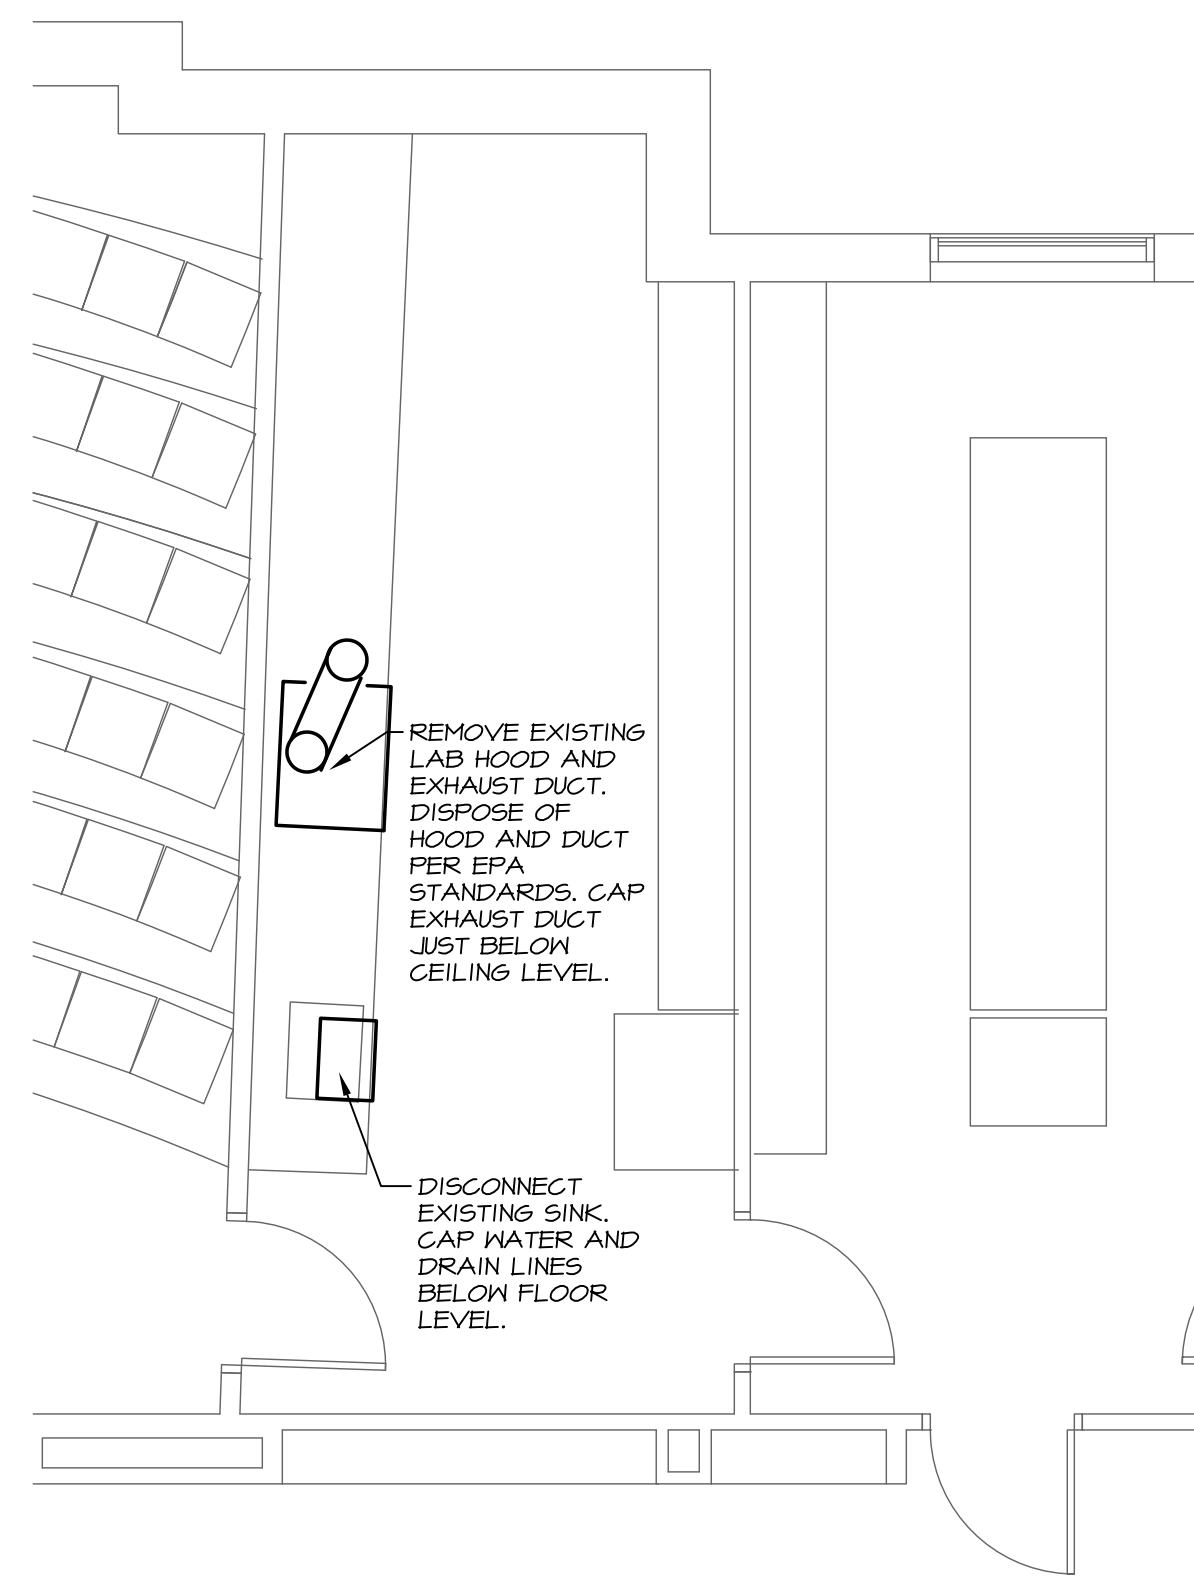 REMOVE EXISTING
LAB HOOD AND
EXHAUST DUCT.
DISPOSE OF
HOOD AND DUCT
PER EPA
STANDARDS. CAP
EXHAUST DUCT
JUST BELOW
CEILING LEVEL.
DISCONNECT
EXISTING SINK.
CAP WATER AND
DRAIN LINES
BELOW FLOOR
LEVEL.